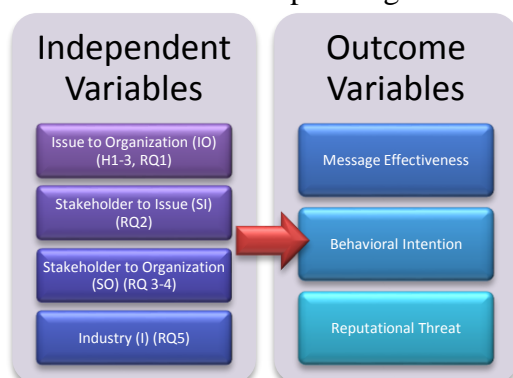 Independent
Variables
Issue to Organization (IO)
(H1-3, RQ1)
Stakeholder to Issue (SI)
(RQ2)
Stakeholder to Organization
(SO) (RQ 3-4)
Industry (I) (RQ5)
Outcome
Variables
Message Effectiveness
Behavioral Intention
Reputational Threat